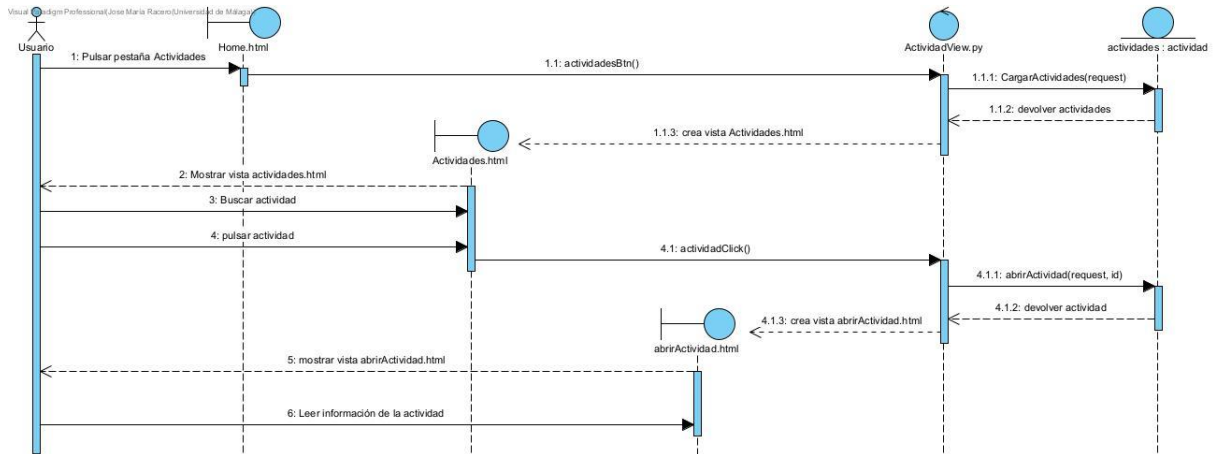 Visual Paradigm Professional(Jose María Racero(Universidad de Málaga))
Usuario
Home.html
ActividadView.py
actividades : actividad
1: Pulsar pestaña Actividades
1.1: actividadesBtn()
1.1.1: CargarActividades(request)
1.1.2: devolver actividades
1.1.3: crea vista Actividades.html
Actividades.html
2: Mostrar vista actividades.html
3: Buscar actividad
4: pulsar actividad
4.1: actividadClick()
4.1.1: abrirActividad(request, id)
4.1.2: devolver actividad
4.1.3: crea vista abrirActividad.html
abrirActividad.html
5: mostrar vista abrirActividad.html
6: Leer información de la actividad